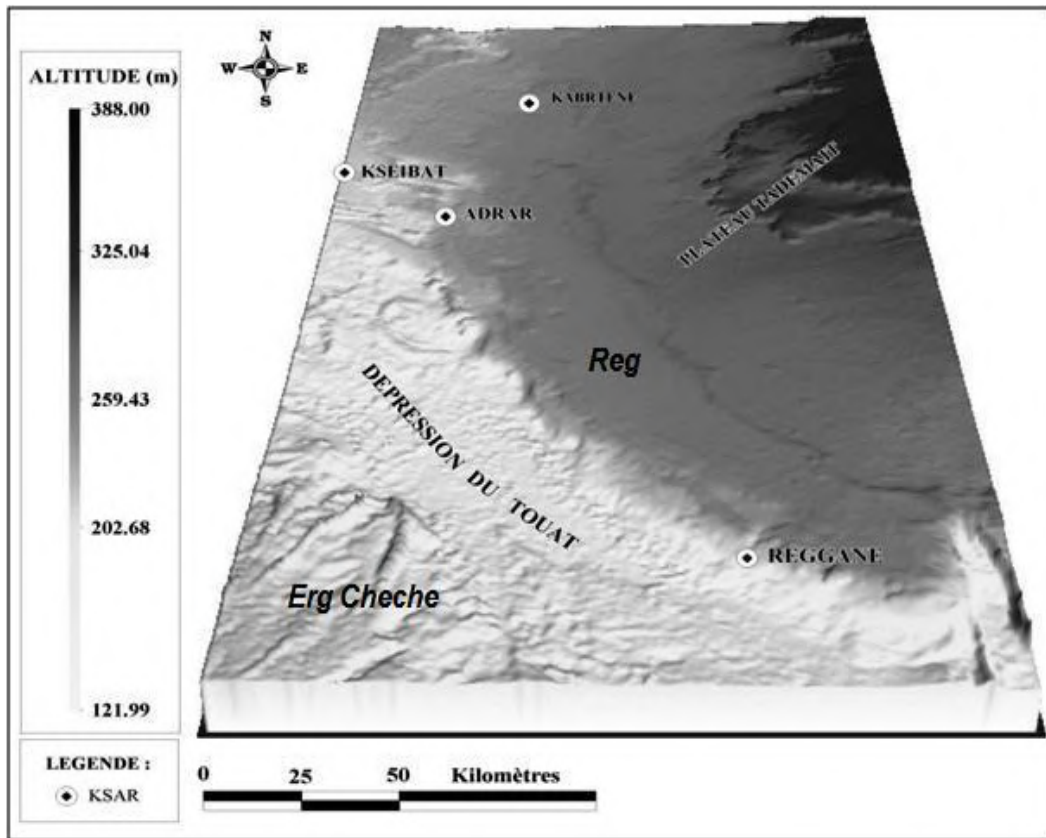 N
W E
S
ALTITUDE (m)
388.00
325.04
259.43
202.68
121.99
KABRTENE
KSEIBAT
ADRAR
PLATEAU TADEMAIT
Reg
DEPRESSION DU TOUAT
REGGANE
Erg Cheche
LEGENDE :
KSAR
0 25 50 Kilomètres